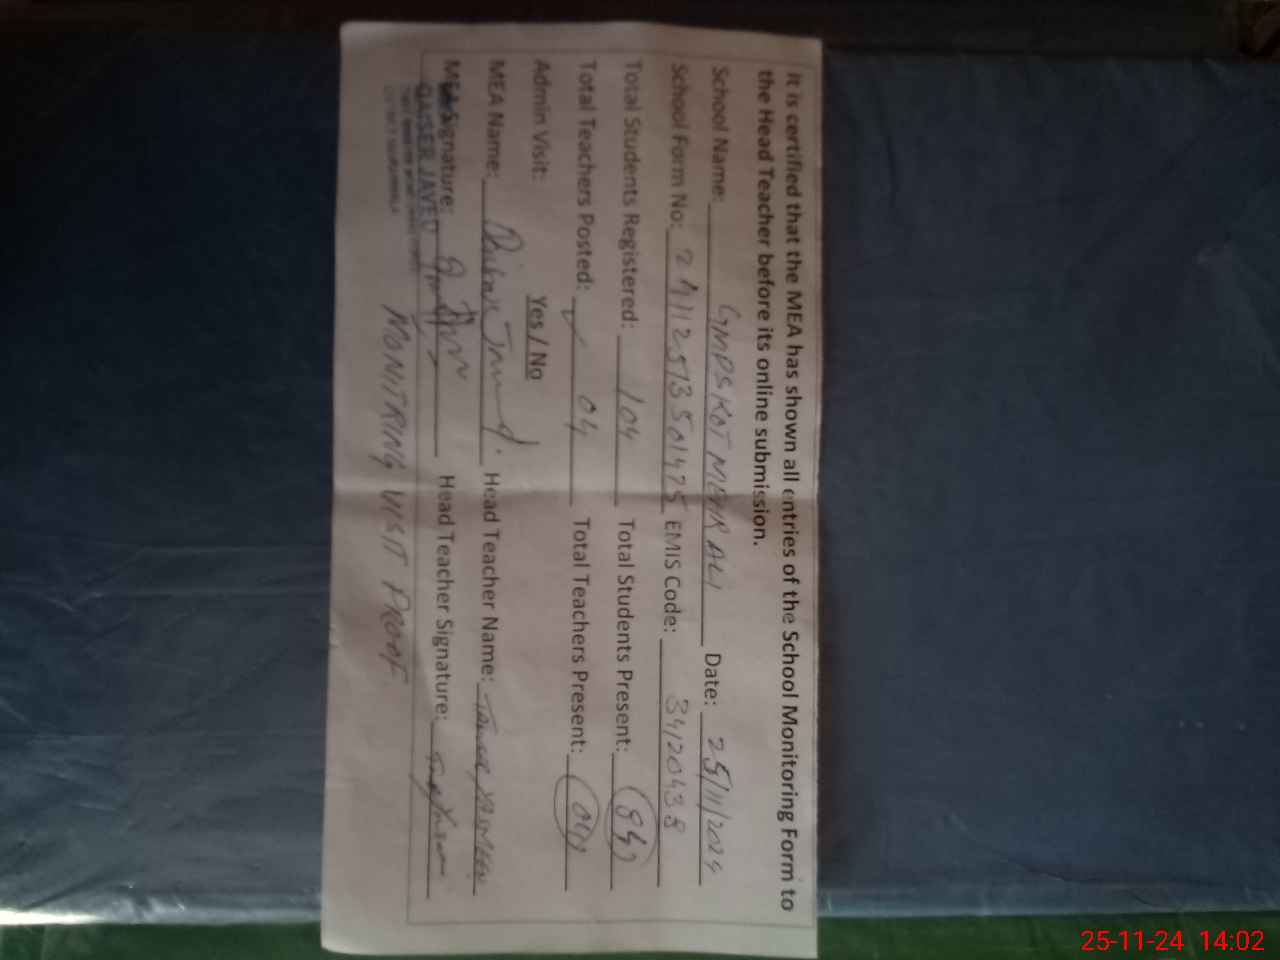 It is certified that the MEA has shown all entries of the School Monitoring Form to
the Head Teacher before its online submission.
School Name: GMPS KOT MEHR ALI Date: 25/11/2024
School Form No: EMIS Code: 34120438
Total Students Registered: 104 Total Students Present: 84
Total Teachers Posted: 04 Total Teachers Present: 04
Admin Visit: Yes / No
MEA Name: Head Teacher Name: YASMEEN
MEA Signature: Head Teacher Signature:
QAISER JAVED
MONITRING VISIT PROOF
25-11-24 14:02